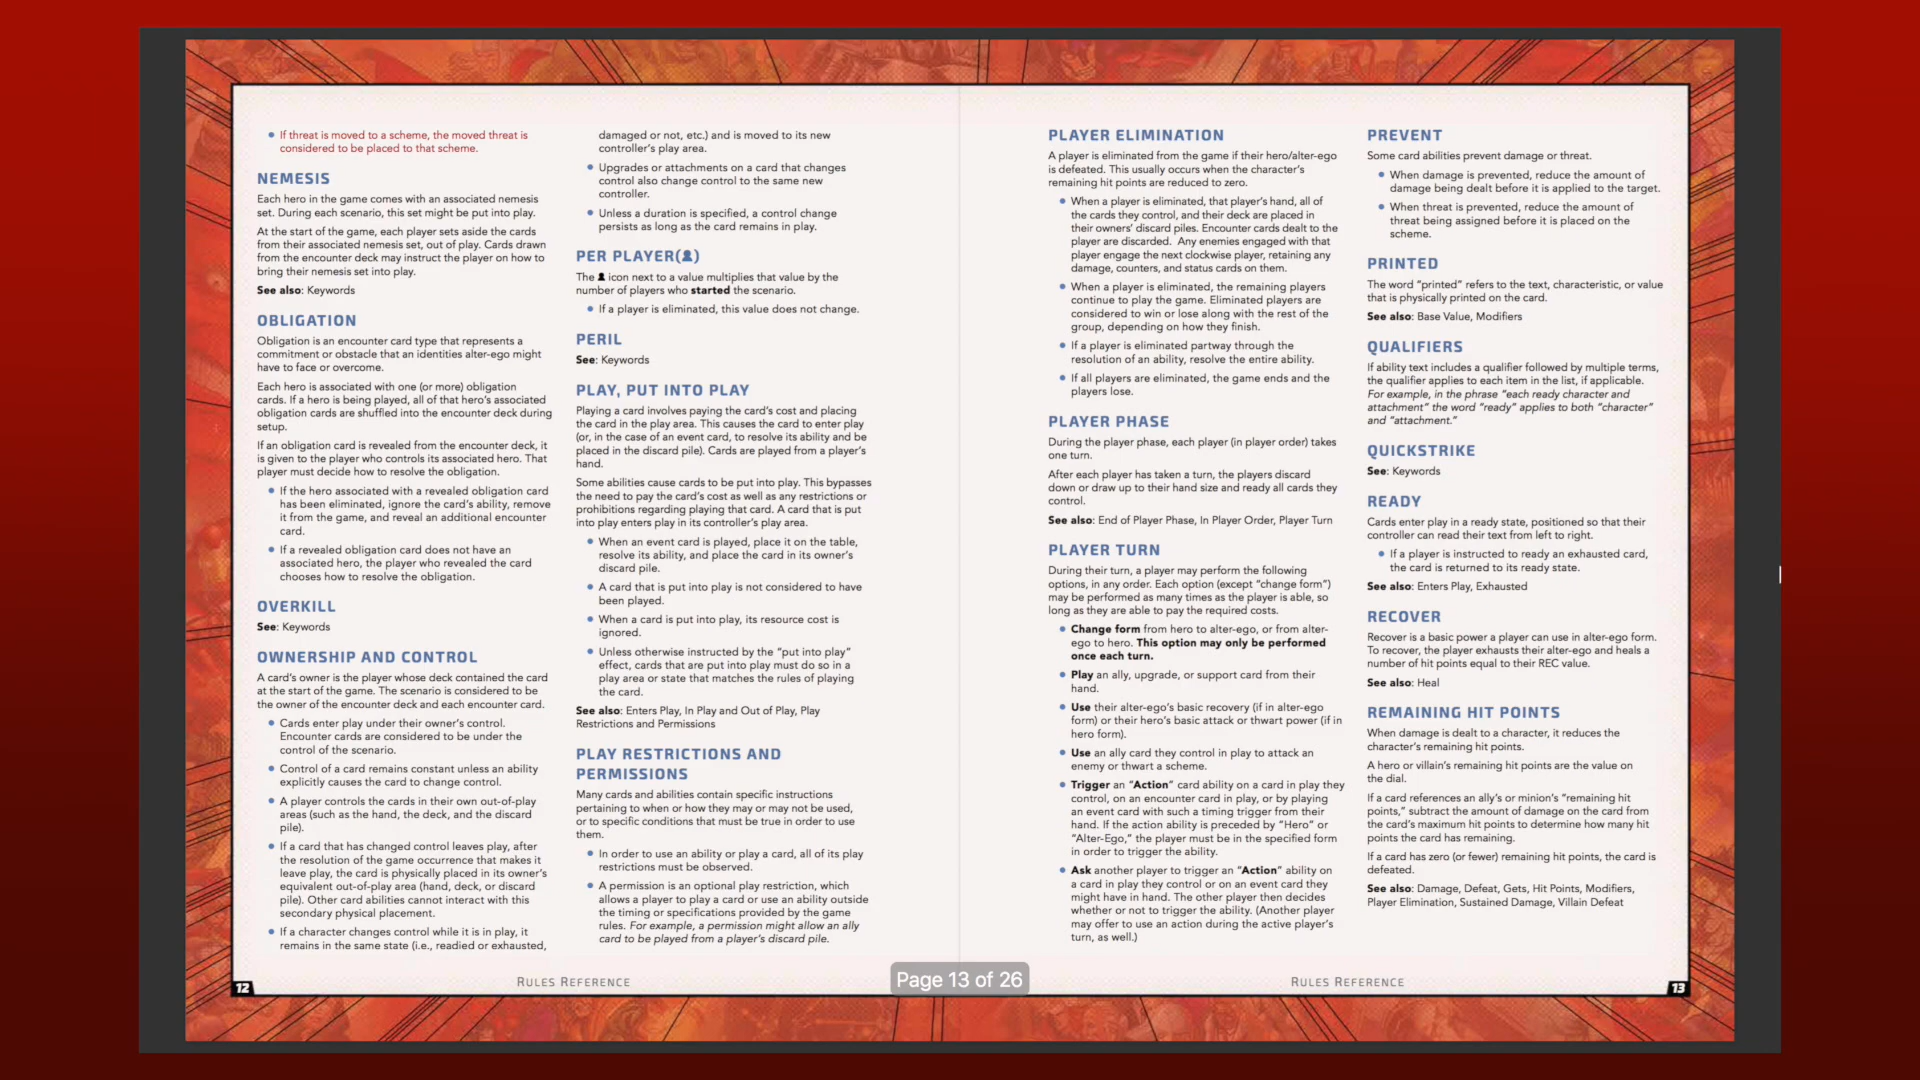 If threat is moved to a scheme, the moved threat is
considered to be placed to that scheme.
NEMESIS
Each hero in the game comes with an associated nemesis
set. During each scenario, this set might be put into play.
At the start of the game, each player sets aside the cards
from their associated nemesis set, out of play. Cards drawn
from the encounter deck may instruct the player on how to
bring their nemesis set into play.
See also: Keywords
OBLIGATION
Obligation is an encounter card type that represents a
commitment or obstacle that an identities alter-ego might
have to face or overcome.
Each hero is associated with one (or more) obligation
cards. If a hero is being played, all of that hero's associated
obligation cards are shuffled into the encounter deck during
setup.
If an obligation card is revealed from the encounter deck, it
is given to the player who controls its associated hero. That
player must decide how to resolve the obligation.
If the hero associated with a revealed obligation card
has been eliminated, ignore the card's ability, remove
it from the game, and reveal an additional encounter
card.
If a revealed obligation card does not have an
associated hero, the player who revealed the card
chooses how to resolve the obligation.
OVERKILL
See: Keywords
OWNERSHIP AND CONTROL
A card's owner is the player whose deck contained the card
at the start of the game. The scenario is considered to be
the owner of the encounter deck and each encounter card.
Cards enter play under their owner's control.
Encounter cards are considered to be under the
control of the scenario.
Control of a card remains constant unless an ability
explicitly causes the card to change control.
A player controls the cards in their own out-of-play
areas (such as the hand, the deck, and the discard
pile).
If a card that has changed control leaves play, after
the resolution of the game occurrence that makes it
leave play, the card is physically placed in its owner's
equivalent out-of-play area (hand, deck, or discard
pile). Other card abilities cannot interact with this
secondary physical placement.
If a character changes control while it is in play, it
remains in the same state (i.e., readied or exhausted,
damaged or not, etc.) and is moved to its new
controller's play area.
Upgrades or attachments on a card that changes
control also change control to the same new
controller.
Unless a duration is specified, a control change
persists as long as the card remains in play.
PER PLAYER()
The icon next to a value multiplies that value by the
number of players who started the scenario.
If a player is eliminated, this value does not change.
PERIL
See: Keywords
PLAY, PUT INTO PLAY
Playing a card involves paying the card's cost and placing
the card in the play area. This causes the card to enter play
(or, in the case of an event card, to resolve its ability and be
placed in the discard pile). Cards are played from a player's
hand.
Some abilities cause cards to be put into play. This bypasses
the need to pay the card's cost as well as any restrictions or
prohibitions regarding playing that card. A card that is put
into play enters play in its controller's play area.
When an event card is played, place it on the table,
resolve its ability, and place the card in its owner's
discard pile.
A card that is put into play is not considered to have
been played.
When a card is put into play, its resource cost is
ignored.
Unless otherwise instructed by the "put into play"
effect, cards that are put into play must do so in a
play area or state that matches the rules of playing
the card.
See also: Enters Play, In Play and Out of Play, Play
Restrictions and Permissions
PLAY RESTRICTIONS AND
PERMISSIONS
Many cards and abilities contain specific instructions
pertaining to when or how they may or may not be used,
or to specific conditions that must be true in order to use
them.
In order to use an ability or play a card, all of its play
restrictions must be observed.
A permission is an optional play restriction, which
allows a player to play a card or use an ability outside
the timing or specifications provided by the game
rules. For example, a permission might allow an ally
card to be played from a player's discard pile.
12
RULES REFERENCE
PLAYER ELIMINATION
A player is eliminated from the game if their hero/alter-ego
is defeated. This usually occurs when the character's
remaining hit points are reduced to zero.
When a player is eliminated, that player's hand, all of
the cards they control, and their deck are placed in
their owners' discard piles. Encounter cards dealt to the
player are discarded. Any enemies engaged with that
player engage the next clockwise player, retaining any
damage, counters, and status cards on them.
When a player is eliminated, the remaining players
continue to play the game. Eliminated players are
considered to win or lose along with the rest of the
group, depending on how they finish.
If a player is eliminated partway through the
resolution of an ability, resolve the entire ability.
If all players are eliminated, the game ends and the
players lose.
PLAYER PHASE
During the player phase, each player (in player order) takes
one turn.
After each player has taken a turn, the players discard
down or draw up to their hand size and ready all cards they
control.
See also: End of Player Phase, In Player Order, Player Turn
PLAYER TURN
During their turn, a player may perform the following
options, in any order. Each option (except "change form")
may be performed as many times as the player is able, so
long as they are able to pay the required costs.
Change form from hero to alter-ego, or from alter-
ego to hero. This option may only be performed
once each turn.
Play an ally, upgrade, or support card from their
hand.
Use their alter-ego's basic recovery (if in alter-ego
form) or their hero's basic attack or thwart power (if in
hero form).
Use an ally card they control in play to attack an
enemy or thwart a scheme.
Trigger an "Action" card ability on a card in play they
control, on an encounter card in play, or by playing
an event card with such a timing trigger from their
hand. If the action ability is preceded by "Hero" or
"Alter-Ego," the player must be in the specified form
in order to trigger the ability.
Ask another player to trigger an "Action" ability on
a card in play they control or on an event card they
might have in hand. The other player then decides
whether or not to trigger the ability. (Another player
may offer to use an action during the active player's
turn, as well.)
PREVENT
Some card abilities prevent damage or threat.
When damage is prevented, reduce the amount of
damage being dealt before it is applied to the target.
When threat is prevented, reduce the amount of
threat being assigned before it is placed on the
scheme.
PRINTED
The word "printed" refers to the text, characteristic, or value
that is physically printed on the card.
See also: Base Value, Modifiers
QUALIFIERS
If ability text includes a qualifier followed by multiple terms,
the qualifier applies to each item in the list, if applicable.
For example, in the phrase "each ready character and
attachment" the word "ready" applies to both "character"
and "attachment."
QUICKSTRIKE
See: Keywords
READY
Cards enter play in a ready state, positioned so that their
controller can read their text from left to right.
If a player is instructed to ready an exhausted card,
the card is returned to its ready state.
See also: Enters Play, Exhausted
RECOVER
Recover is a basic power a player can use in alter-ego form.
To recover, the player exhausts their alter-ego and heals a
number of hit points equal to their REC value.
See also: Heal
REMAINING HIT POINTS
When damage is dealt to a character, it reduces the
character's remaining hit points.
A hero or villain's remaining hit points are the value on
the dial.
If a card references an ally's or minion's "remaining hit
points," subtract the amount of damage on the card from
the card's maximum hit points to determine how many hit
points the card has remaining.
If a card has zero (or fewer) remaining hit points, the card is
defeated.
See also: Damage, Defeat, Gets, Hit Points, Modifiers,
Player Elimination, Sustained Damage, Villain Defeat
Page 13 of 26
RULES REFERENCE
13